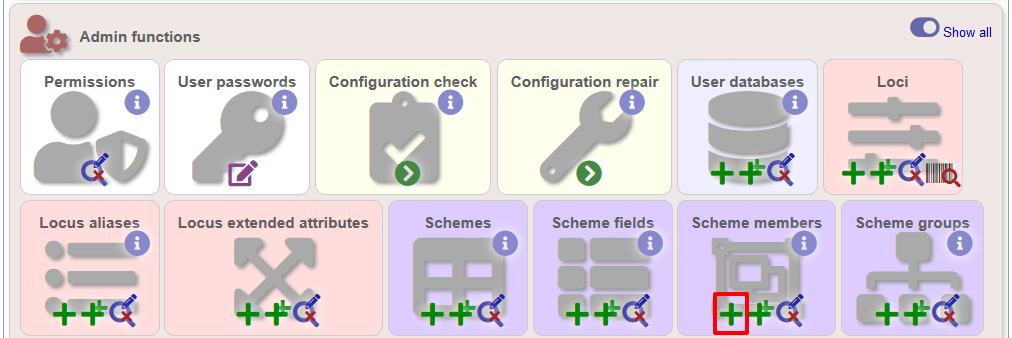 Admin functions
Show all
Permissions
User passwords
Configuration check
Configuration repair
User databases
Loci
Locus aliases
Locus extended attributes
Schemes
Scheme fields
Scheme members
Scheme groups